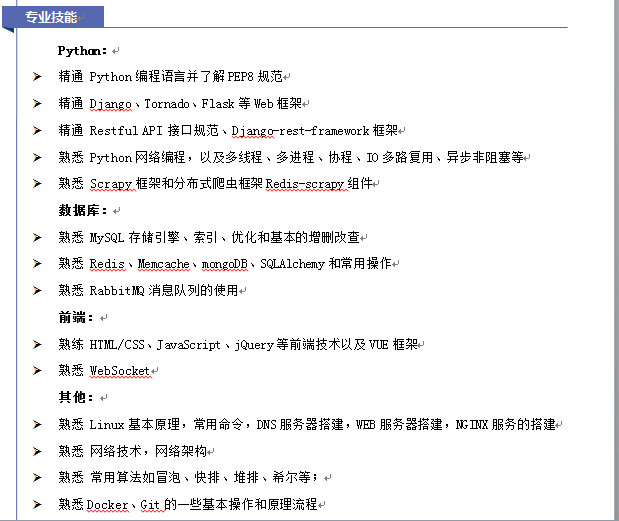 专业技能
Python：
精通 Python 编程语言并了解 PEP8 规范
精通 Django、Tornado、Flask 等 Web 框架
精通 Restful API 接口规范、Django-rest-framework 框架
熟悉 Python 网络编程，以及多线程、多进程、协程、IO 多路复用、异步非阻塞等
熟悉 Scrapy 框架和分布式爬虫框架 Redis-scrapy 组件
数据库：
熟悉 MySQL 存储引擎、索引、优化和基本的增删改查
熟悉 Redis、Memcache、mongoDB、SQLAlchemy 和常用操作
熟悉 RabbitMQ 消息队列的使用
前端：
熟练 HTML/CSS、JavaScript、jQuery 等前端技术以及 VUE 框架
熟悉 WebSocket
其他：
熟悉 Linux 基本原理，常用命令，DNS 服务器搭建，WEB 服务器搭建，NGINX 服务的搭建
熟悉 网络技术，网络架构
熟悉 常用算法如冒泡、快排、堆排、希尔等；
熟悉 Docker、Git 的一些基本操作和原理流程